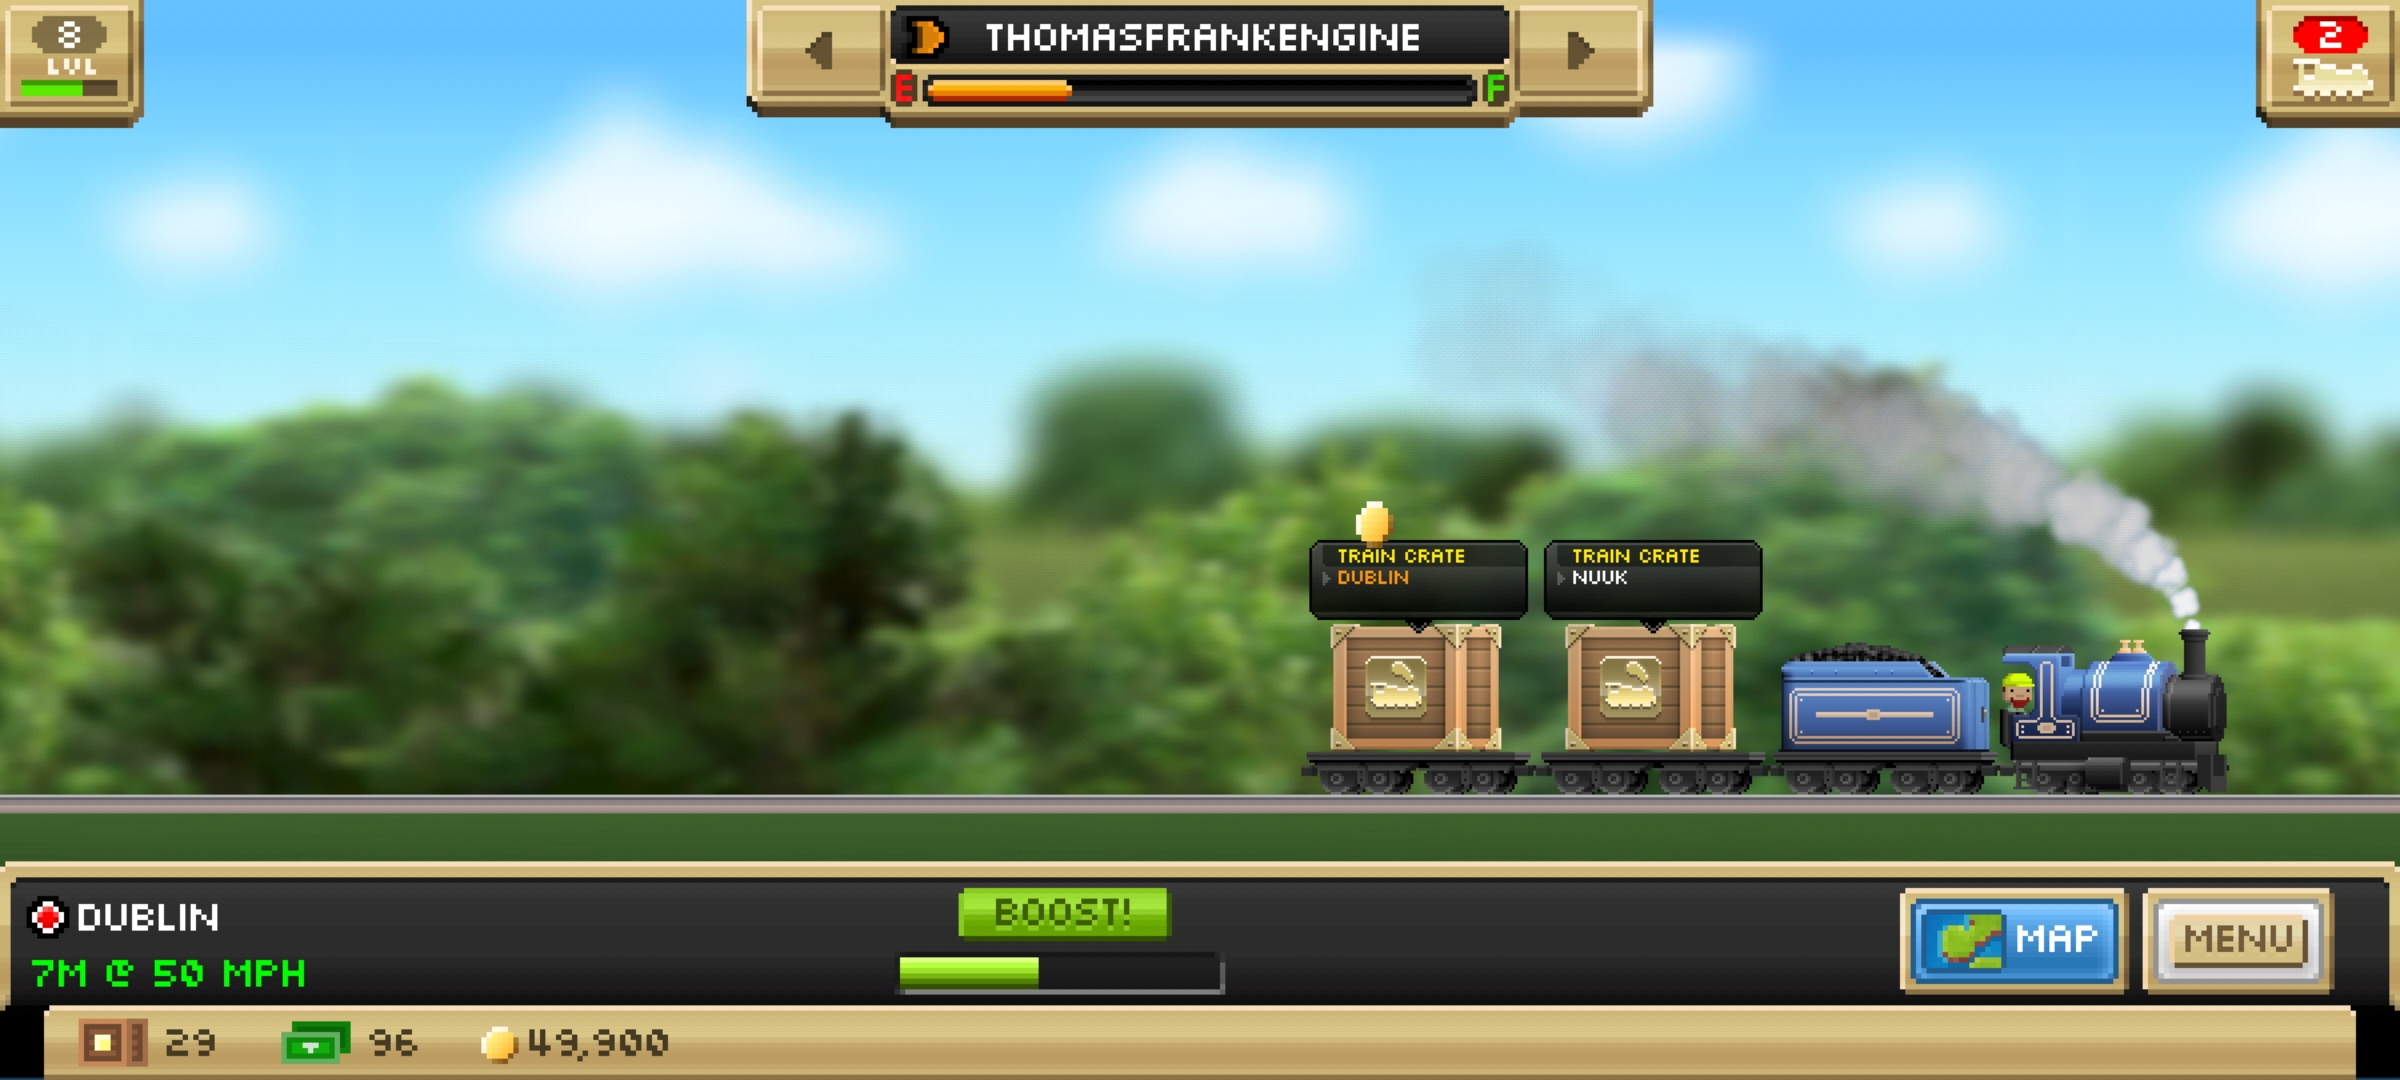 8
LVL
THOMASFRANKENGINE
E F
2
TRAIN CRATE
DUBLIN
TRAIN CRATE
NUUK
DUBLIN
7M @ 50 MPH
BOOST!
MAP
MENU
29 96 49,900